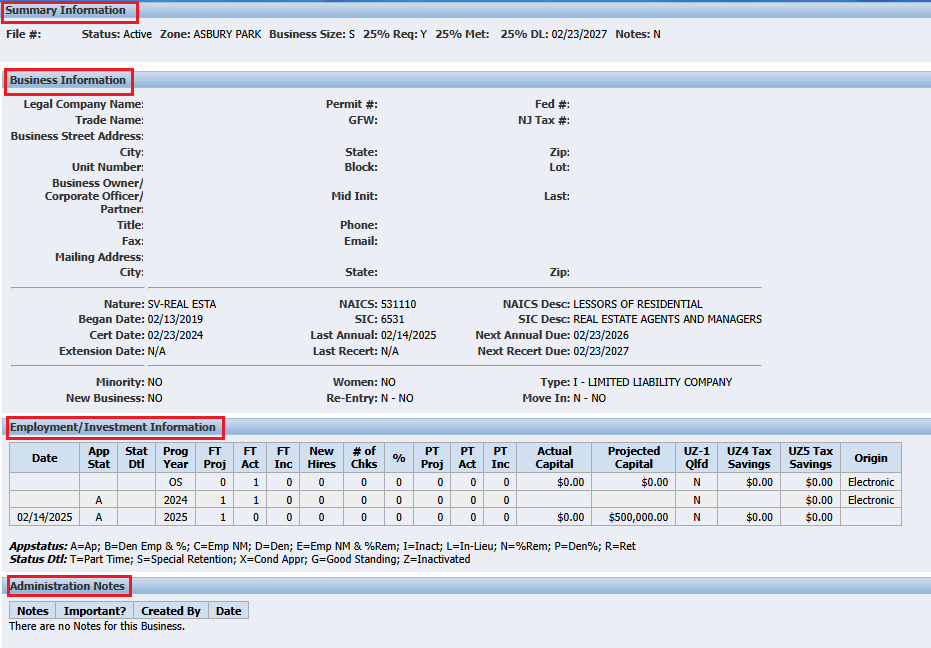 Summary Information
File #: Status: Active Zone: ASBURY PARK Business Size: S 25% Req: Y 25% Met: 25% DL: 02/23/2027 Notes: N
Business Information
Legal Company Name: Permit #: Fed #:
Trade Name: GFW: NJ Tax #:
Business Street Address:
City: State: Zip:
Unit Number: Block: Lot:
Business Owner/
Corporate Officer/ Mid Init: Last:
Partner:
Title: Phone:
Fax: Email:
Mailing Address:
City: State: Zip:
Nature: SV-REAL ESTA NAICS: 531110 NAICS Desc: LESSORS OF RESIDENTIAL
Began Date: 02/13/2019 SIC: 6531 SIC Desc: REAL ESTATE AGENTS AND MANAGERS
Cert Date: 02/23/2024 Last Annual: 02/14/2025 Next Annual Due: 02/23/2026
Extension Date: N/A Last Recert: N/A Next Recert Due: 02/23/2027
Minority: NO Women: NO Type: I - LIMITED LIABILITY COMPANY
New Business: NO Re-Entry: N - NO Move In: N - NO
Employment/Investment Information
Date App Stat Stat Dtl Prog Year FT Proj FT Act FT Inc New Hires # of Chks % PT Proj PT Act PT Inc Actual Capital Projected Capital UZ-1 Qlfd UZ4 Tax Savings UZ5 Tax Savings Origin
OS 0 1 0 0 0 0 0 0 0 $0.00 $0.00 N $0.00 $0.00 Electronic
A 2024 1 1 0 0 0 0 0 0 0 N $0.00 Electronic
02/14/2025 A 2025 1 0 0 0 0 0 0 0 0 $0.00 $500,000.00 N $0.00 $0.00
Appstatus: A=Ap; B=Den Emp & %; C=Emp NM; D=Den; E=Emp NM & %Rem; I=Inact; L=In-Lieu; N=%Rem; P=Den%; R=Ret
Status Dtl: T=Part Time; S=Special Retention; X=Cond Appr; G=Good Standing; Z=Inactivated
Administration Notes
Notes Important? Created By Date
There are no Notes for this Business.